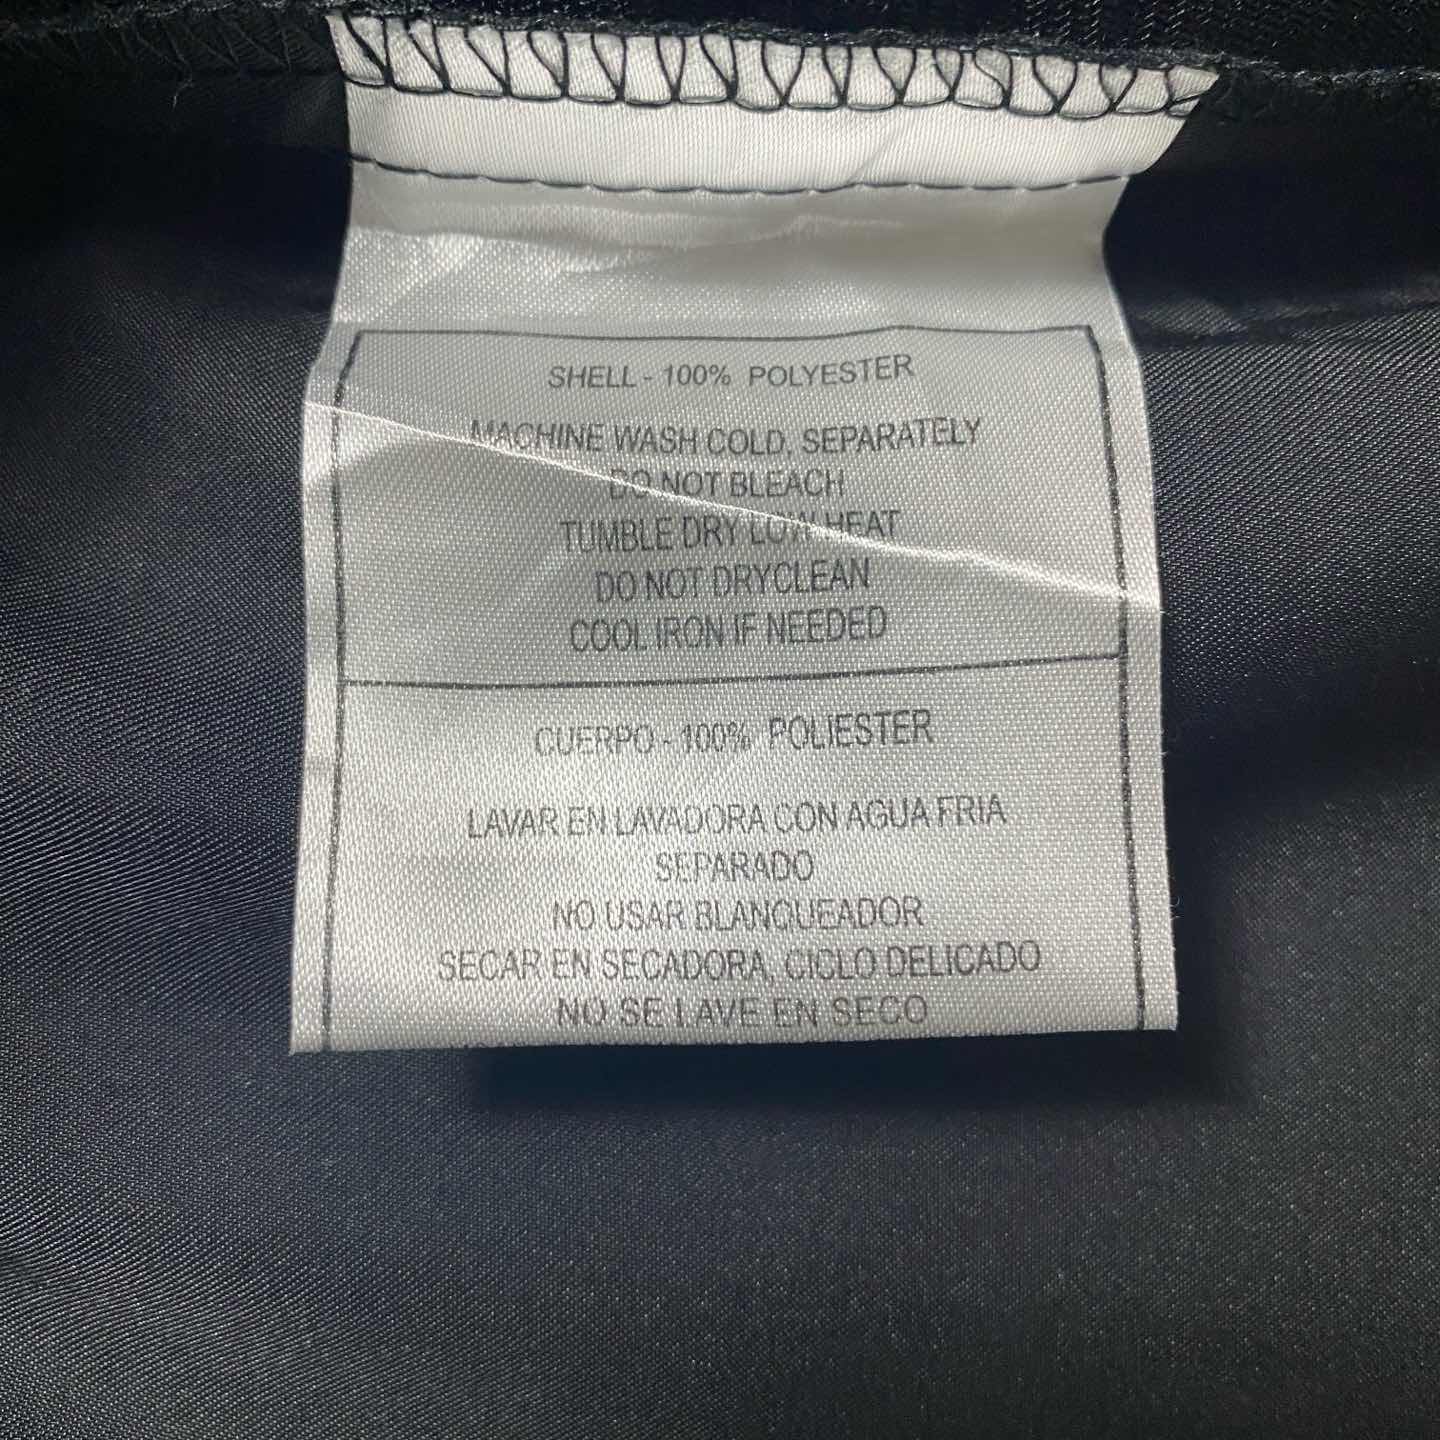 SHELL - 100% POLYESTER
MACHINE WASH COLD, SEPARATELY
DO NOT BLEACH
TUMBLE DRY LOW HEAT
DO NOT DRYCLEAN
COOL IRON IF NEEDED
CUERPO - 100% POLIESTER
LAVAR EN LAVADORA CON AGUA FRIA
SEPARADO
NO USAR BLANQUEADOR
SECAR EN SECADORA, CICLO DELICADO
NO SE LAVE EN SECO